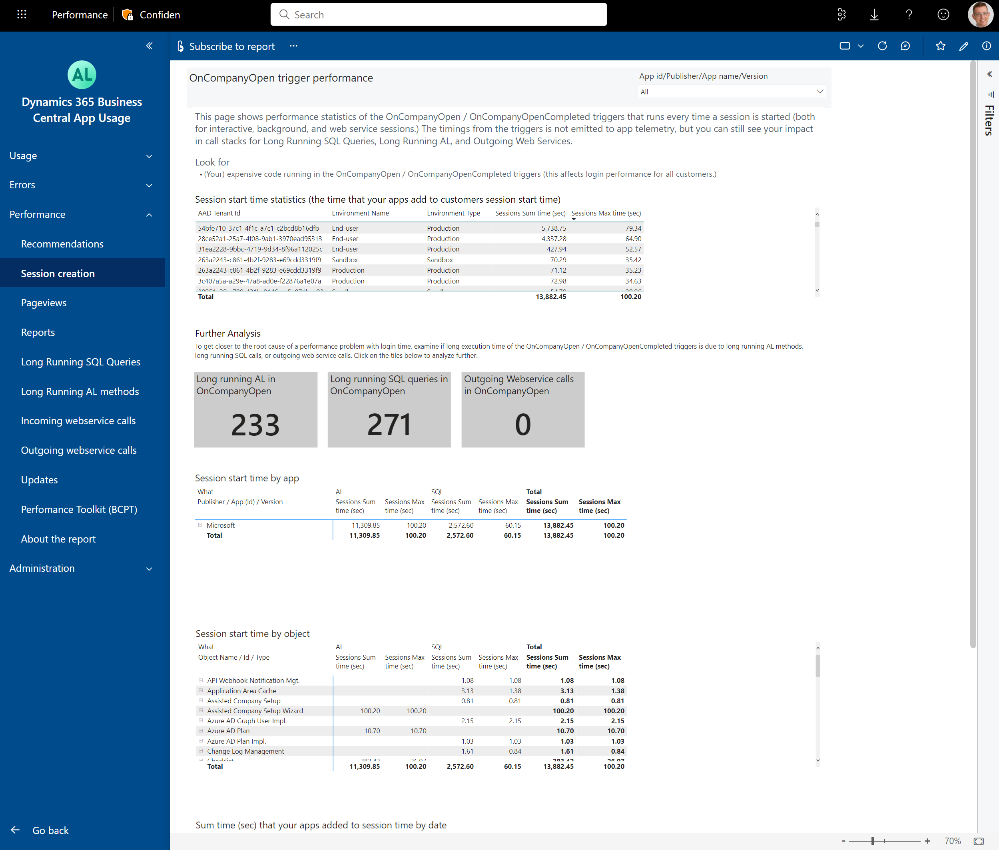 Performance
Confiden
Search
Subscribe to report
AL
Dynamics 365 Business
Central App Usage
Usage
Errors
Performance
Recommendations
Session creation
Pageviews
Reports
Long Running SQL Queries
Long Running AL methods
Incoming webservice calls
Outgoing webservice calls
Updates
Perfomance Toolkit (BCPT)
About the report
Administration
Go back
OnCompanyOpen trigger performance
App id/Publisher/App name/Version
All
Filters
This page shows performance statistics of the OnCompanyOpen / OnCompanyOpenCompleted triggers that runs every time a session is started (both
for interactive, background, and web service sessions.) The timings from the triggers is not emitted to app telemetry, but you can still see your impact
in call stacks for Long Running SQL Queries, Long Running AL, and Outgoing Web Services.
Look for
• (Your) expensive code running in the OnCompanyOpen / OnCompanyOpenCompleted triggers (this affects login performance for all customers.)
Session start time statistics (the time that your apps add to customers session start time)
AAD Tenant Id Environment Name Environment Type Sessions Sum time (sec) Sessions Max time (sec)
54bfe710-37c1-4f1c-a7c1-c2bcd8b16dfb End-user Production 5,738.75 79.34
28ce52a1-25a7-4f08-9ab1-3970ead95313 End-user Production 4,337.28 64.90
31ea2228-9bbc-4719-9d34-8f96a112025c End-user Production 427.94 52.57
263a2243-c861-4b2f-9283-e69cdd3319f9 Sandbox Sandbox 70.29 35.42
263a2243-c861-4b2f-9283-e69cdd3319f9 Production Production 71.12 35.23
3c407a5a-a29e-47a8-ad0e-f22876a1e07a Production Production 72.98 34.63
Total 13,882.45 100.20
Further Analysis
To get closer to the root cause of a performance problem with login time, examine if long execution time of the OnCompanyOpen / OnCompanyOpenCompleted triggers is due to long running AL methods,
long running SQL calls, or outgoing web service calls. Click on the tiles below to analyze further.
Long running AL in
OnCompanyOpen
233
Long running SQL queries in
OnCompanyOpen
271
Outgoing Webservice calls
in OnCompanyOpen
0
Session start time by app
What AL SQL Total
Publisher / App (id) / Version Sessions Sum Sessions Max Sessions Sum Sessions Max Sessions Sum Sessions Max
time (sec) time (sec) time (sec) time (sec) time (sec) time (sec)
Microsoft 11,309.85 100.20 2,572.60 60.15 13,882.45 100.20
Total 11,309.85 100.20 2,572.60 60.15 13,882.45 100.20
Session start time by object
What AL SQL Total
Object Name / Id / Type Sessions Sum Sessions Max Sessions Sum Sessions Max Sessions Sum Sessions Max
time (sec) time (sec) time (sec) time (sec) time (sec) time (sec)
API Webhook Notification Mgt. 1.08 1.08 1.08 1.08
Application Area Cache 3.13 1.38 3.13 1.38
Assisted Company Setup 0.81 0.81 0.81 0.81
Assisted Company Setup Wizard 100.20 100.20 100.20 100.20
Azure AD Graph User Impl. 2.15 2.15 2.15 2.15
Azure AD Plan 10.70 10.70 10.70 10.70
Azure AD Plan Impl. 1.03 1.03 1.03 1.03
Change Log Management 1.61 0.84 1.61 0.84
Checklist 383.42 26.97 383.42 26.97
Total 11,309.85 100.20 2,572.60 60.15 13,882.45 100.20
Sum time (sec) that your apps added to session time by date
- + 70%